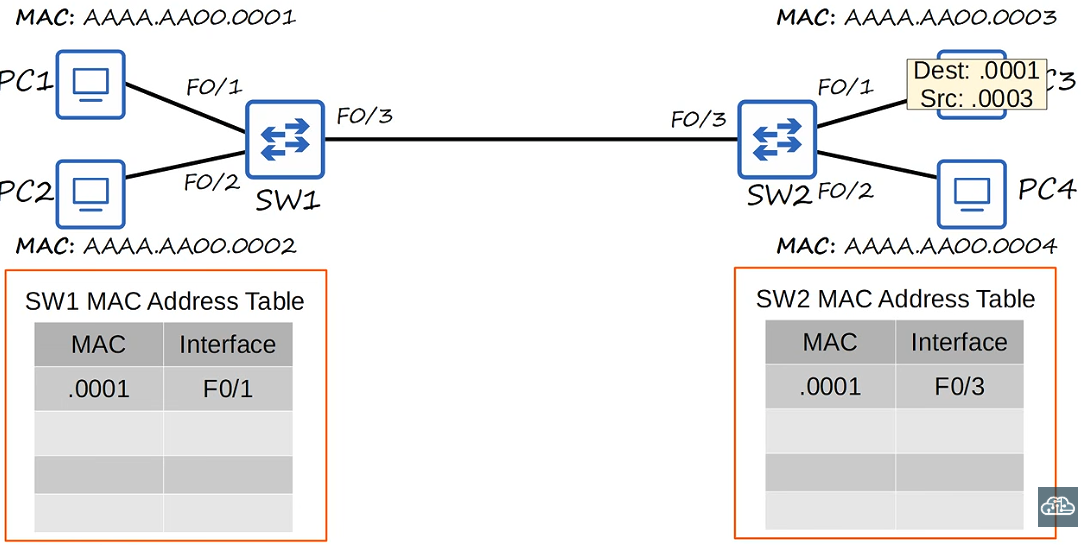 MAC: AAAA.AA00.0001
MAC: AAAA.AA00.0003
PC1
F0/1
F0/3
SW1
PC2
F0/2
MAC: AAAA.AA00.0002
F0/1
Dest: .0001
Src: .0003
C3
F0/3
SW2
F0/2
PC4
MAC: AAAA.AA00.0004
SW1 MAC Address Table
MAC Interface
.0001 F0/1
SW2 MAC Address Table
MAC Interface
.0001 F0/3